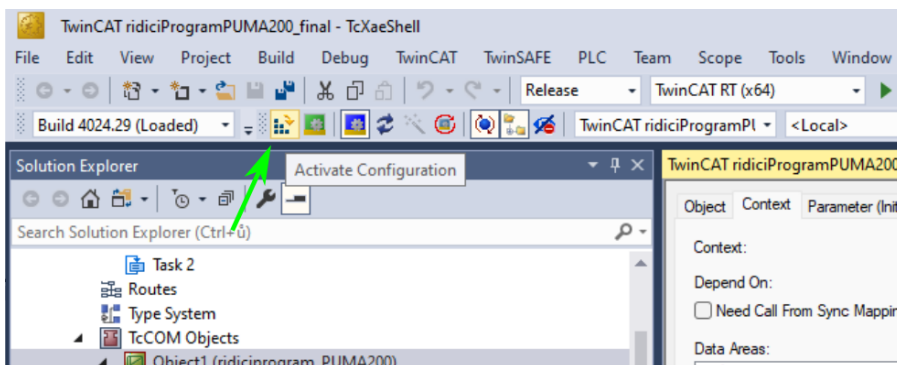 TwinCAT ridiciProgramPUMA200_final - TcXaeShell
File Edit View Project Build Debug TwinCAT TwinSAFE PLC Team Scope Tools Window
Release TwinCAT RT (x64)
Build 4024.29 (Loaded) TwinCAT ridiciProgramPU <Local>
Solution Explorer
TwinCAT ridiciProgramPUMA200
Activate Configuration
Object Context Parameter (Init
Search Solution Explorer (Ctrl+ů)
Context:
Task 2
Depend On:
Routes
Need Call From Sync Mappin
Type System
TcCOM Objects
Data Areas:
Object1 (ridiciprogram_PUMA200)